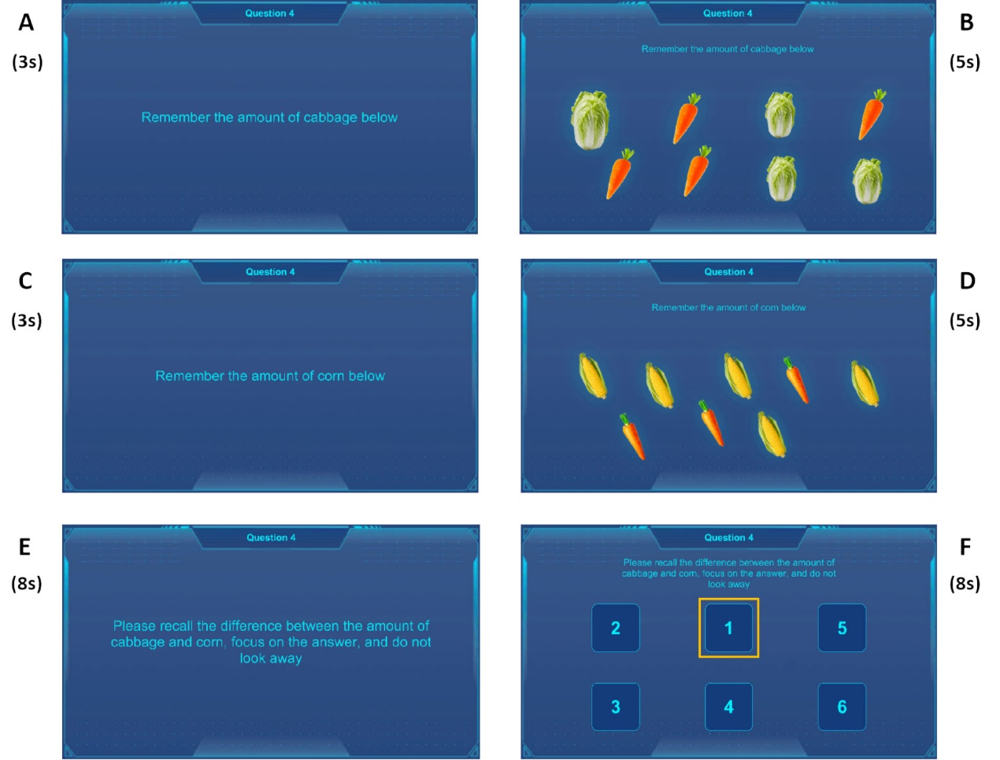 A
(3s)
Question 4
Remember the amount of cabbage below
B
(5s)
Question 4
Remember the amount of cabbage below
C
(3s)
Question 4
Remember the amount of corn below
D
(5s)
Question 4
Remember the amount of corn below
E
(8s)
Question 4
Please recall the difference between the amount of
cabbage and corn, focus on the answer, and do not
look away
F
(8s)
Question 4
Please recall the difference between the amount of
cabbage and corn, focus on the answer, and do not
look away
2 1 5
3 4 6